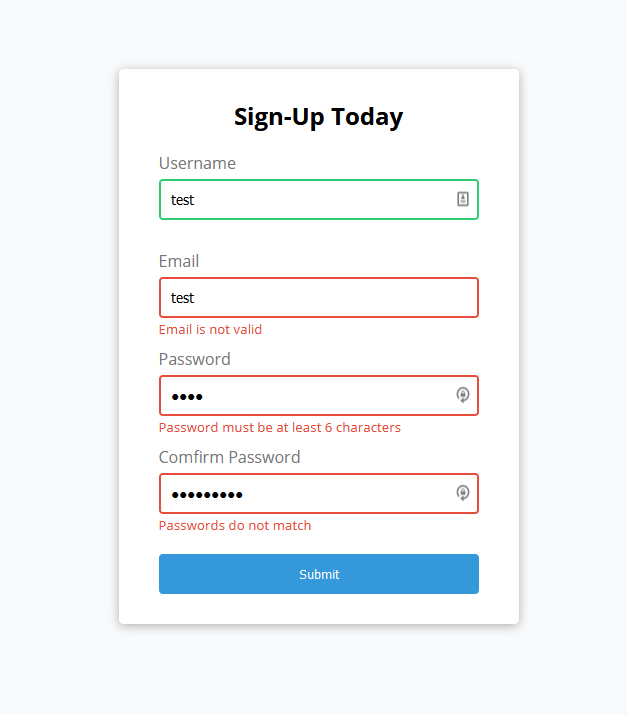 Sign-Up Today
Username
test
Email
test
Email is not valid
Password
••••
Password must be at least 6 characters
Comfirm Password
•••••••••
Passwords do not match
Submit